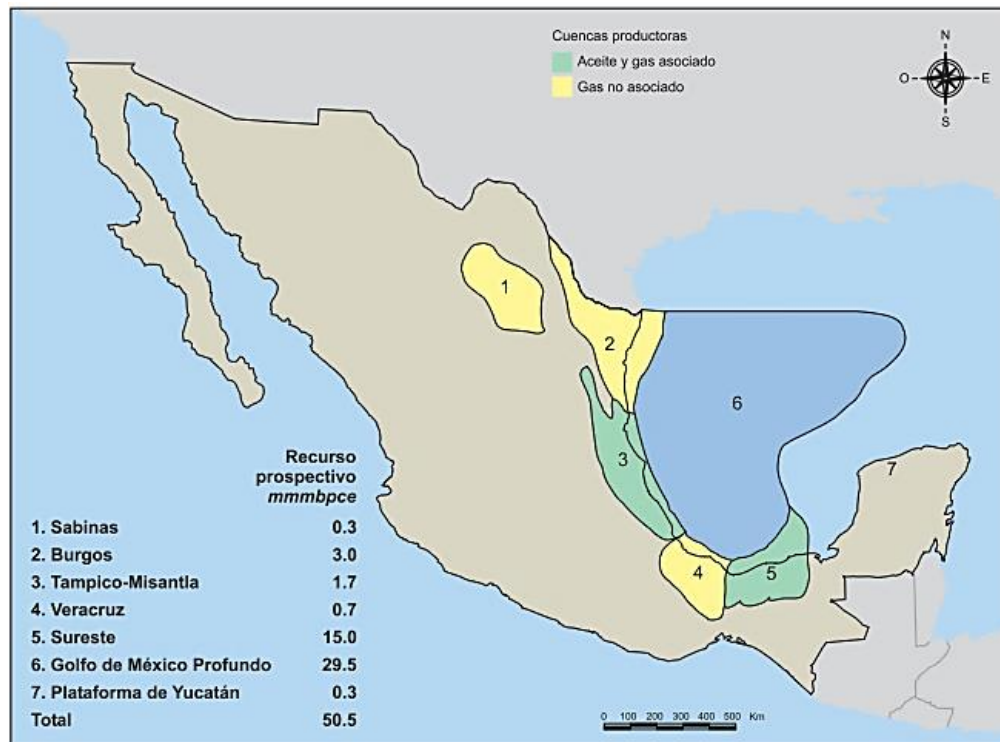 Cuencas productoras
Aceite y gas asociado
Gas no asociado
N
O
E
S
1
2
3
4
5
6
7
Recurso
prospectivo
mmmbpce
1. Sabinas 0.3
2. Burgos 3.0
3. Tampico-Misantla 1.7
4. Veracruz 0.7
5. Sureste 15.0
6. Golfo de México Profundo 29.5
7. Plataforma de Yucatán 0.3
Total 50.5
0 100 200 300 400 500 Km